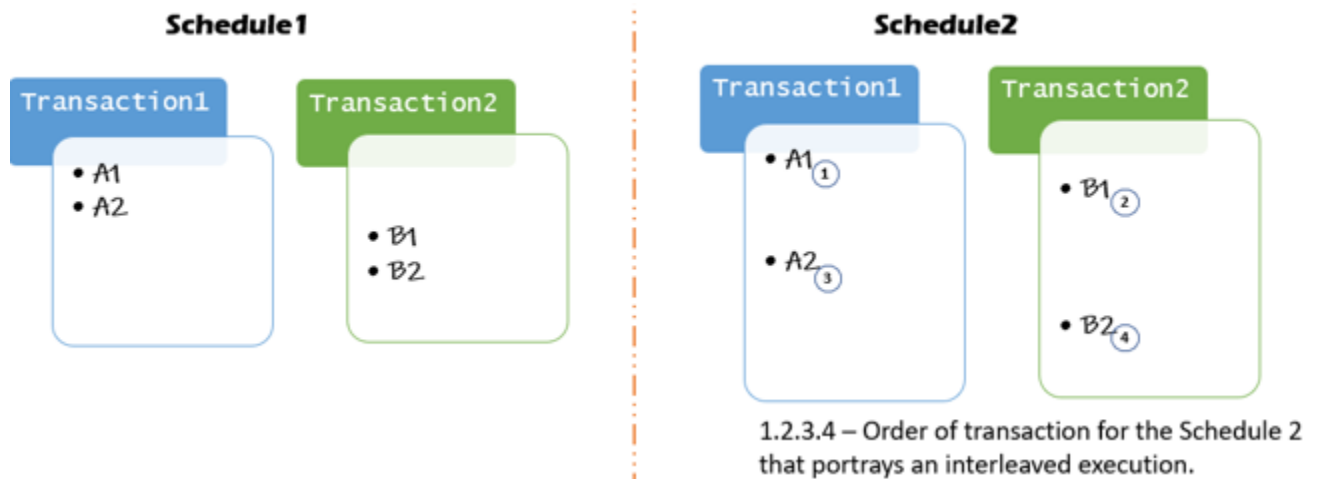 Schedule1
Transaction1
Transaction2
• A1
• A2
• B1
• B2
Schedule2
Transaction1
Transaction2
• A1 1
• B1 2
• A2 3
• B2 4
1.2.3.4 – Order of transaction for the Schedule 2
that portrays an interleaved execution.